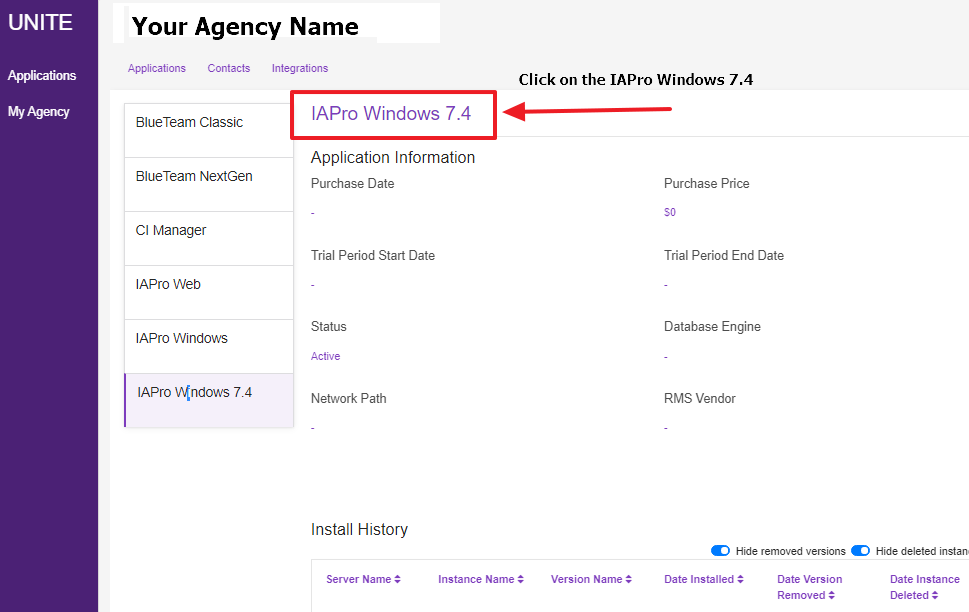 UNITE
Your Agency Name
Applications
My Agency
Applications Contacts Integrations
Click on the IAPro Windows 7.4
BlueTeam Classic
BlueTeam NextGen
CI Manager
IAPro Web
IAPro Windows
IAPro Windows 7.4
IAPro Windows 7.4
Application Information
Purchase Date Purchase Price
- $0
Trial Period Start Date Trial Period End Date
- -
Status Database Engine
Active -
Network Path RMS Vendor
- -
Install History
Hide removed versions Hide deleted instan
Server Name Instance Name Version Name Date Installed Date Version Removed Date Instance Deleted